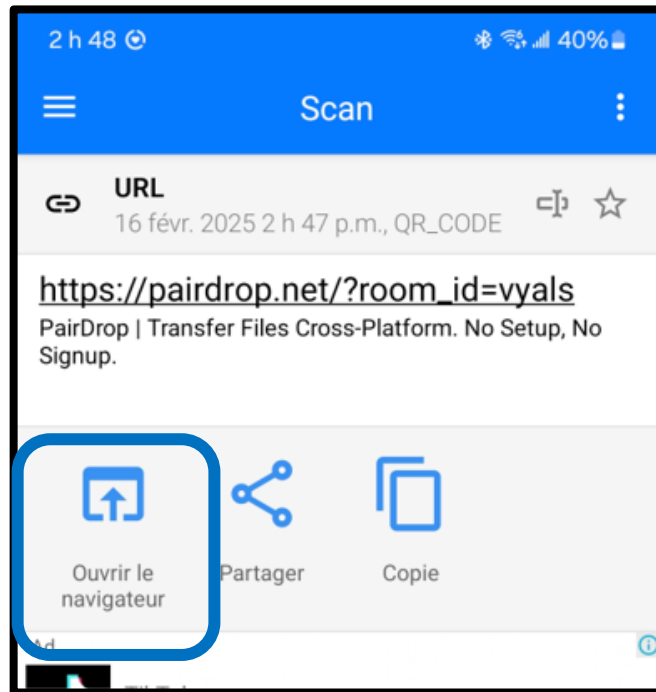 2 h 48
40%
Scan
URL
16 févr. 2025 2 h 47 p.m., QR_CODE
https://pairdrop.net/?room_id=vyals
PairDrop | Transfer Files Cross-Platform. No Setup, No
Signup.
Ouvrir le
navigateur
Partager
Copie
Ad